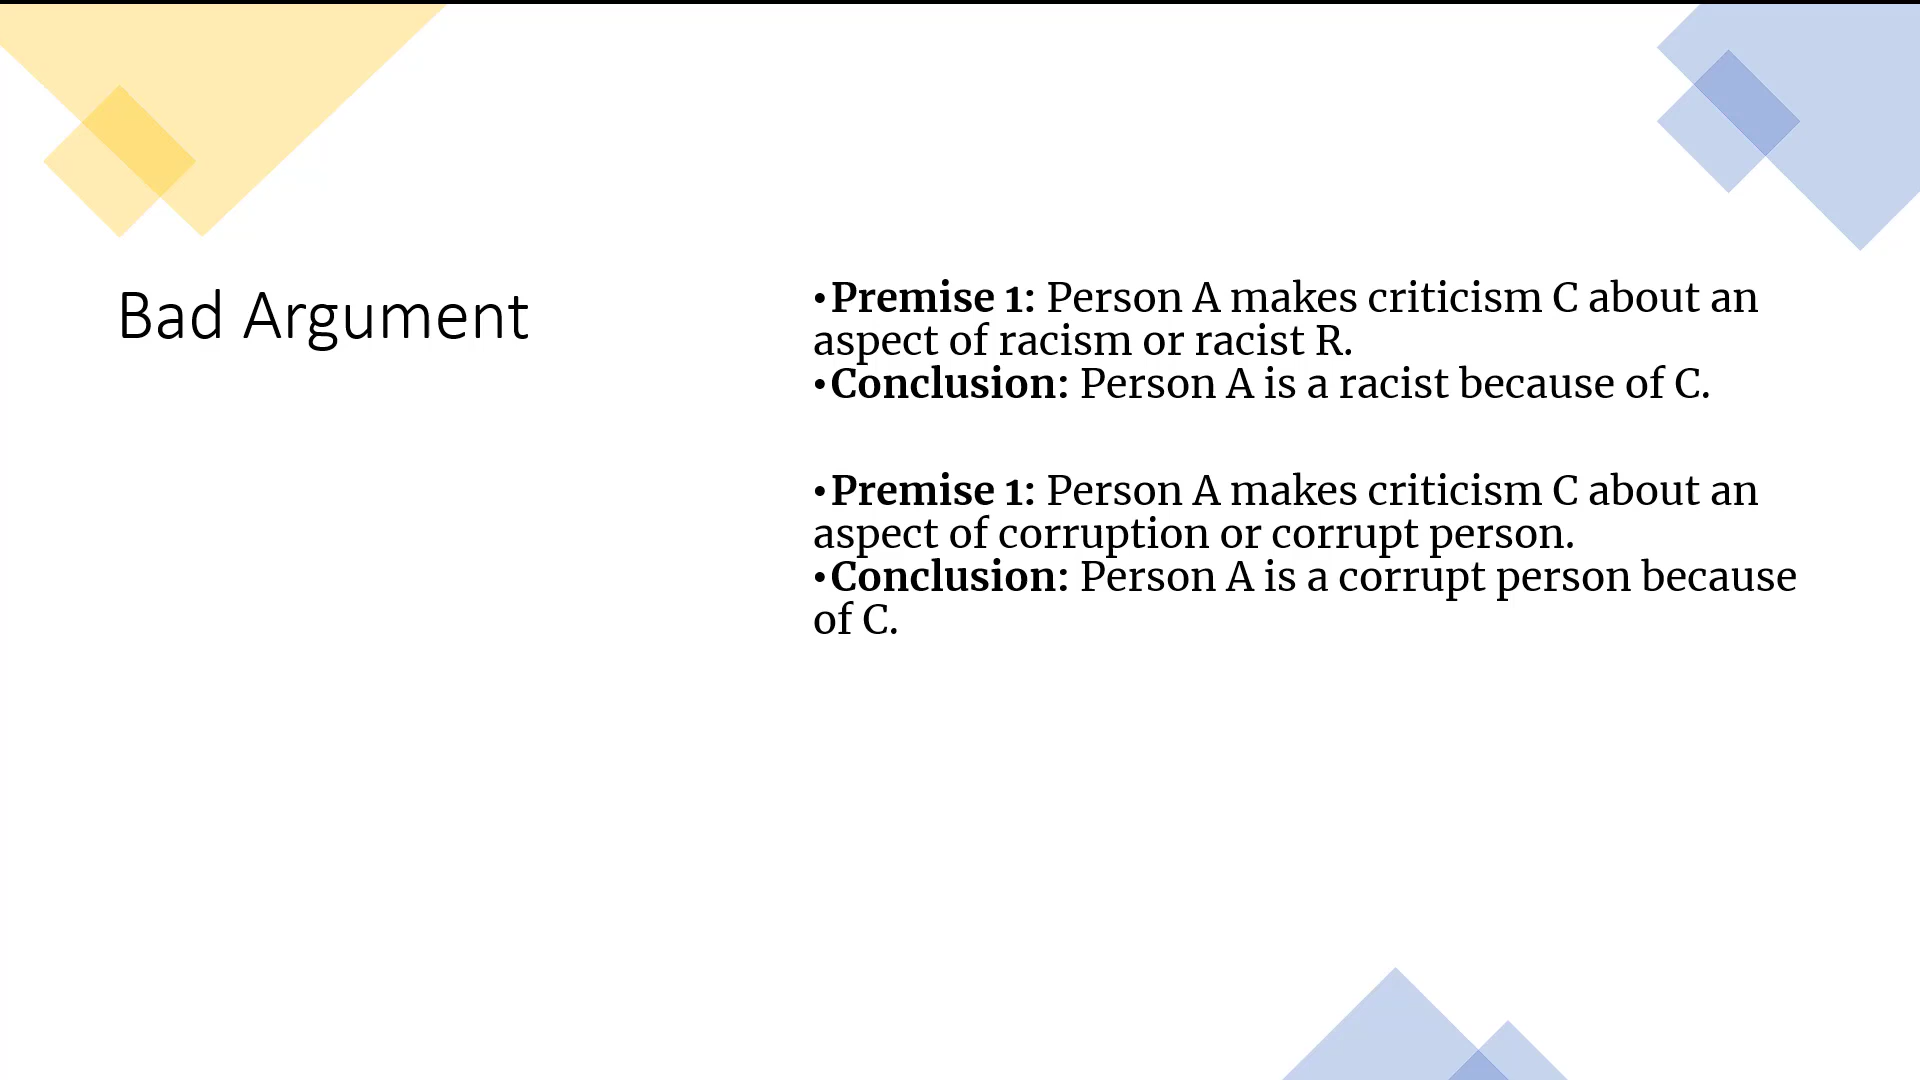 Bad Argument
•Premise 1: Person A makes criticism C about an
aspect of racism or racist R.
•Conclusion: Person A is a racist because of C.
•Premise 1: Person A makes criticism C about an
aspect of corruption or corrupt person.
•Conclusion: Person A is a corrupt person because
of C.